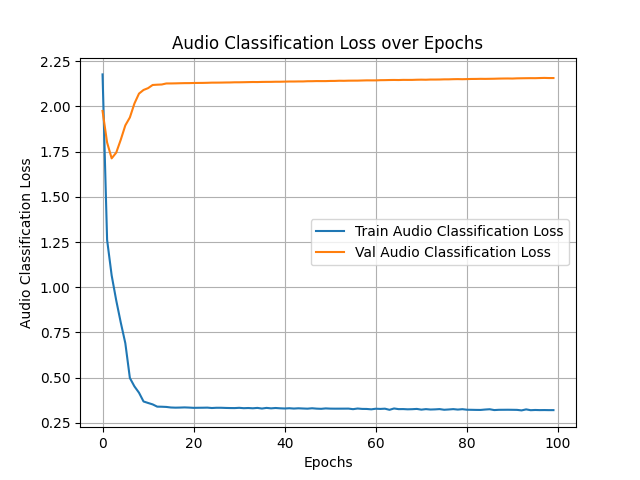 Audio Classification Loss over Epochs
2.25
2.00
1.75
1.50
1.25
1.00
0.75
0.50
0.25
Audio Classification Loss
Train Audio Classification Loss
Val Audio Classification Loss
0 20 40 60 80 100
Epochs